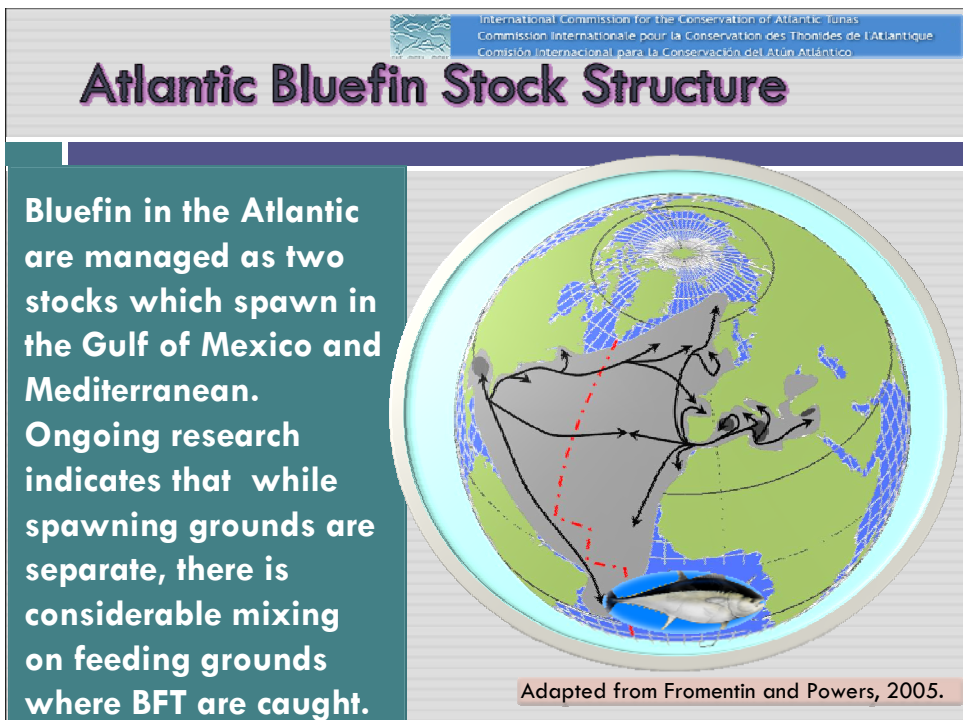 International Commission for the Conservation of Atlantic Tunas
Commission Internationale pour la Conservation des Thonides de l'Atlantique
Comisión Internacional para la Conservación del Atún Atlántico
Atlantic Bluefin Stock Structure
Bluefin in the Atlantic
are managed as two
stocks which spawn in
the Gulf of Mexico and
Mediterranean.
Ongoing research
indicates that while
spawning grounds are
separate, there is
considerable mixing
on feeding grounds
where BFT are caught.
Adapted from Fromentin and Powers, 2005.